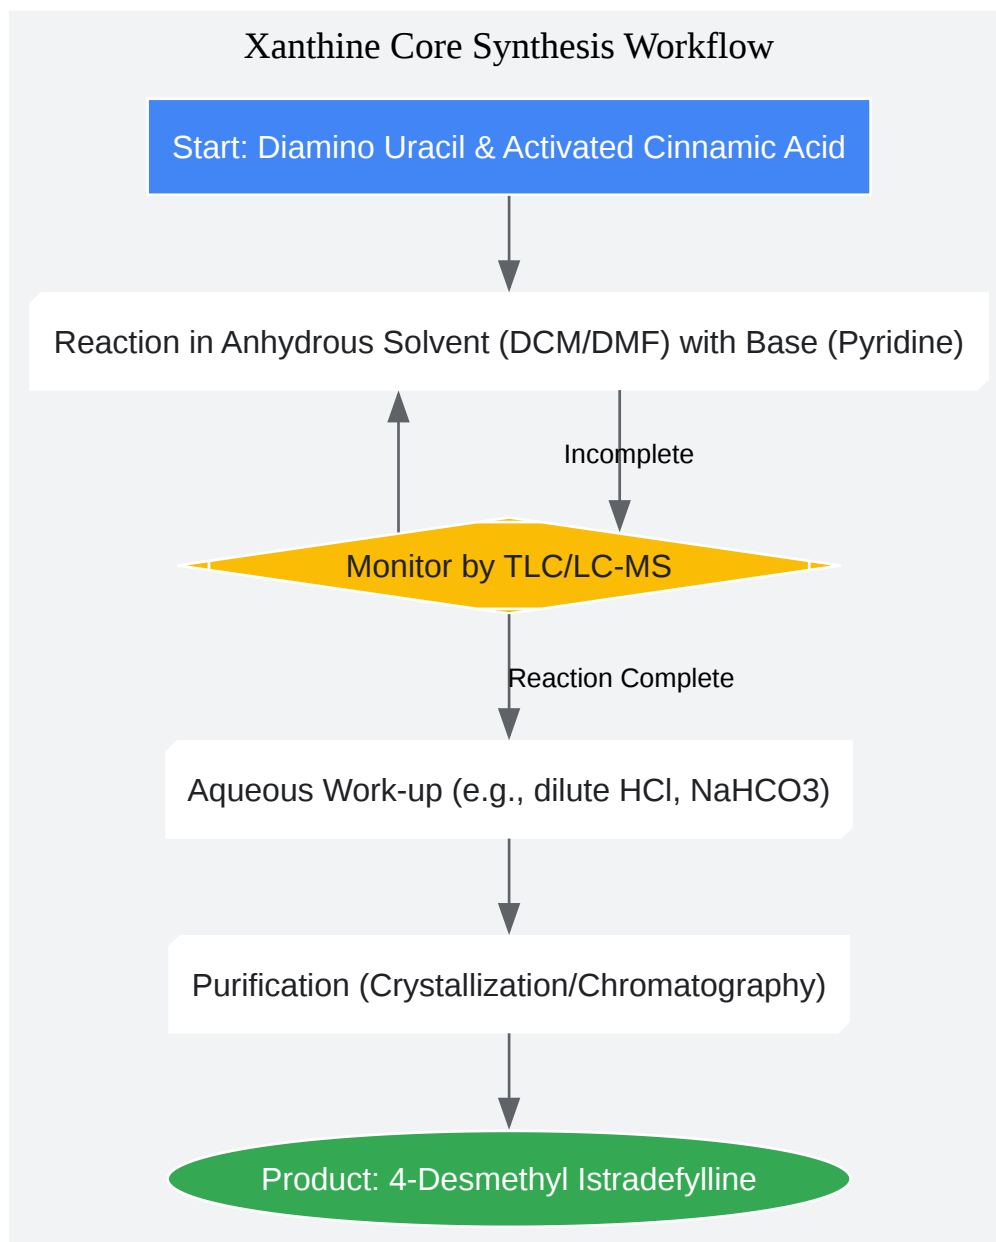 Xanthine Core Synthesis Workflow
Start: Diamino Uracil & Activated Cinnamic Acid
Reaction in Anhydrous Solvent (DCM/DMF) with Base (Pyridine)
Incomplete
Monitor by TLC/LC-MS
Reaction Complete
Aqueous Work-up (e.g., dilute HCl, NaHCO3)
Purification (Crystallization/Chromatography)
Product: 4-Desmethyl Istradefylline